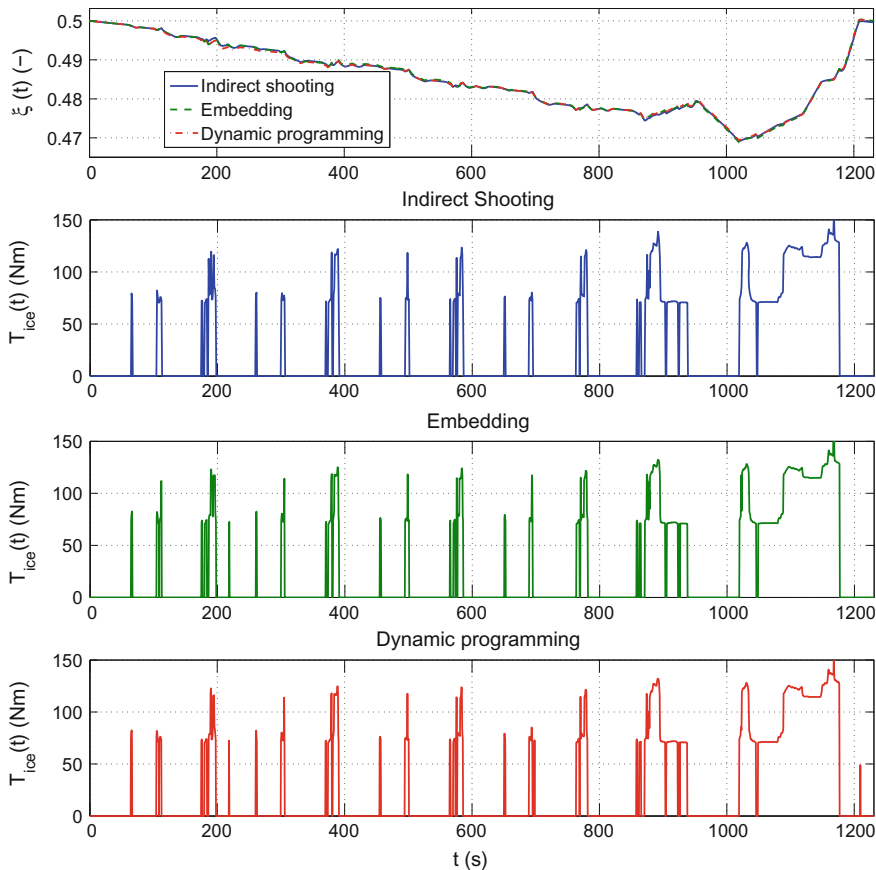 0.5
0.49
0.48
0.47
ξ (t) (−)
Indirect shooting
Embedding
Dynamic programming
0 200 400 600 800 1000 1200
Indirect Shooting
150
100
50
0
T_ice(t) (Nm)
0 200 400 600 800 1000 1200
Embedding
150
100
50
0
T_ice(t) (Nm)
0 200 400 600 800 1000 1200
Dynamic programming
150
100
50
0
T_ice(t) (Nm)
0 200 400 600 800 1000 1200
t (s)